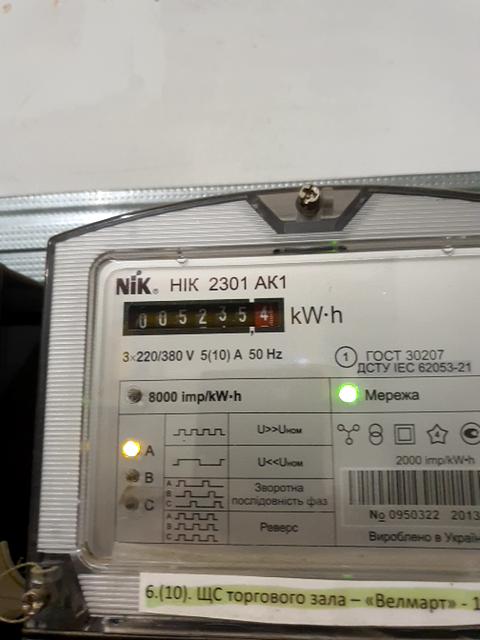 NiK® НІК 2301 АК1
0052354 kW·h
3×220/380 V 5(10) A 50 Hz
1 ГОСТ 30207
ДСТУ IEC 62053-21
8000 imp/kW·h
Мережа
A
U>>Uном
B
U<<Uном
C
A
B
C
Зворотна
послідовність фаз
A
B
C
Реверс
2000 imp/kW·h
№ 0950322 2013
Вироблено в Україн
6.(10). ЩС торгового зала – «Велмарт» - 1